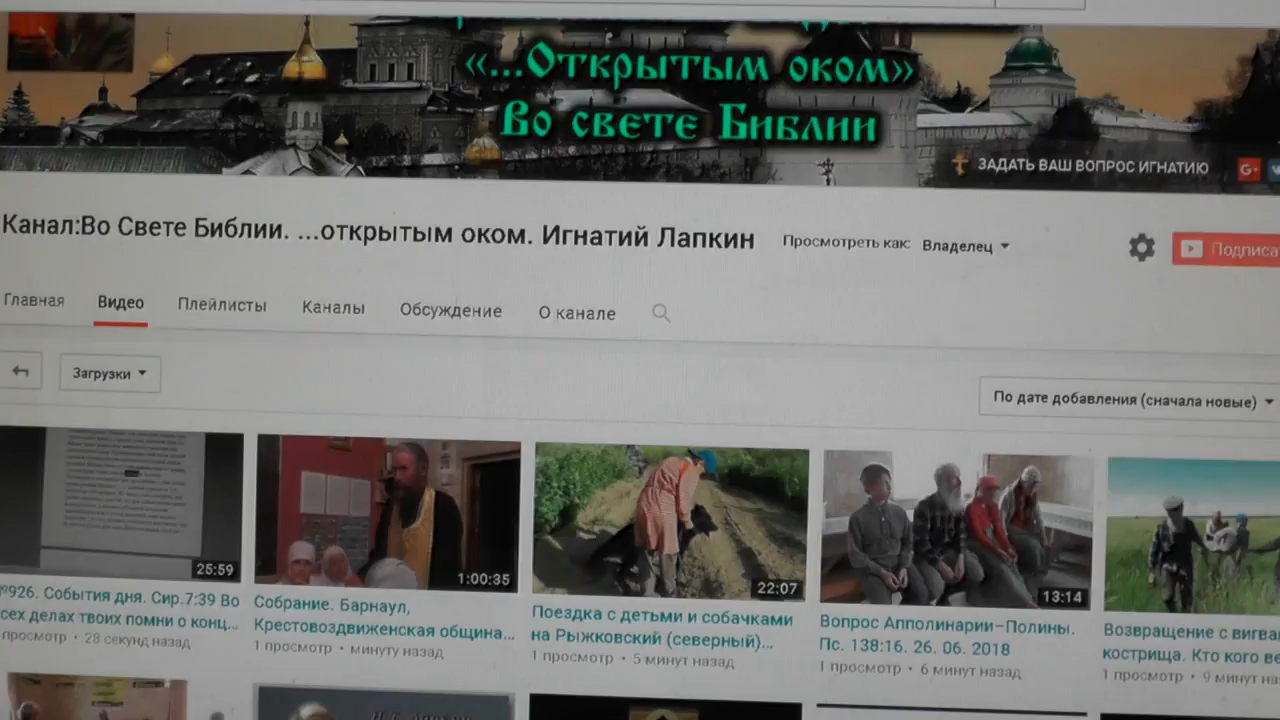 «...Открытым оком»
Во свете Библии
ЗАДАТЬ ВАШ ВОПРОС ИГНАТИЮ
G+
Канал:Во Свете Библии. ...открытым оком. Игнатий Лапкин
Просмотреть как: Владелец
Подписа
Главная Видео Плейлисты Каналы Обсуждение О канале
Загрузки
По дате добавления (сначала новые)
25:59
1:00:35
22:07
13:14
№926. События дня. Сир.7:39 Во
сех делах твоих помни о конц...
просмотр • 28 секунд назад
Собрание. Барнаул,
Крестовоздвиженская община...
1 просмотр • минуту назад
Поездка с детьми и собачками
на Рыжковский (северный)...
1 просмотр • 5 минут назад
Вопрос Апполинарии–Полины.
Пс. 138:16. 26. 06. 2018
1 просмотр • 6 минут назад
Возвращение с вигва
кострища. Кто кого ве
1 просмотр • 9 минут на